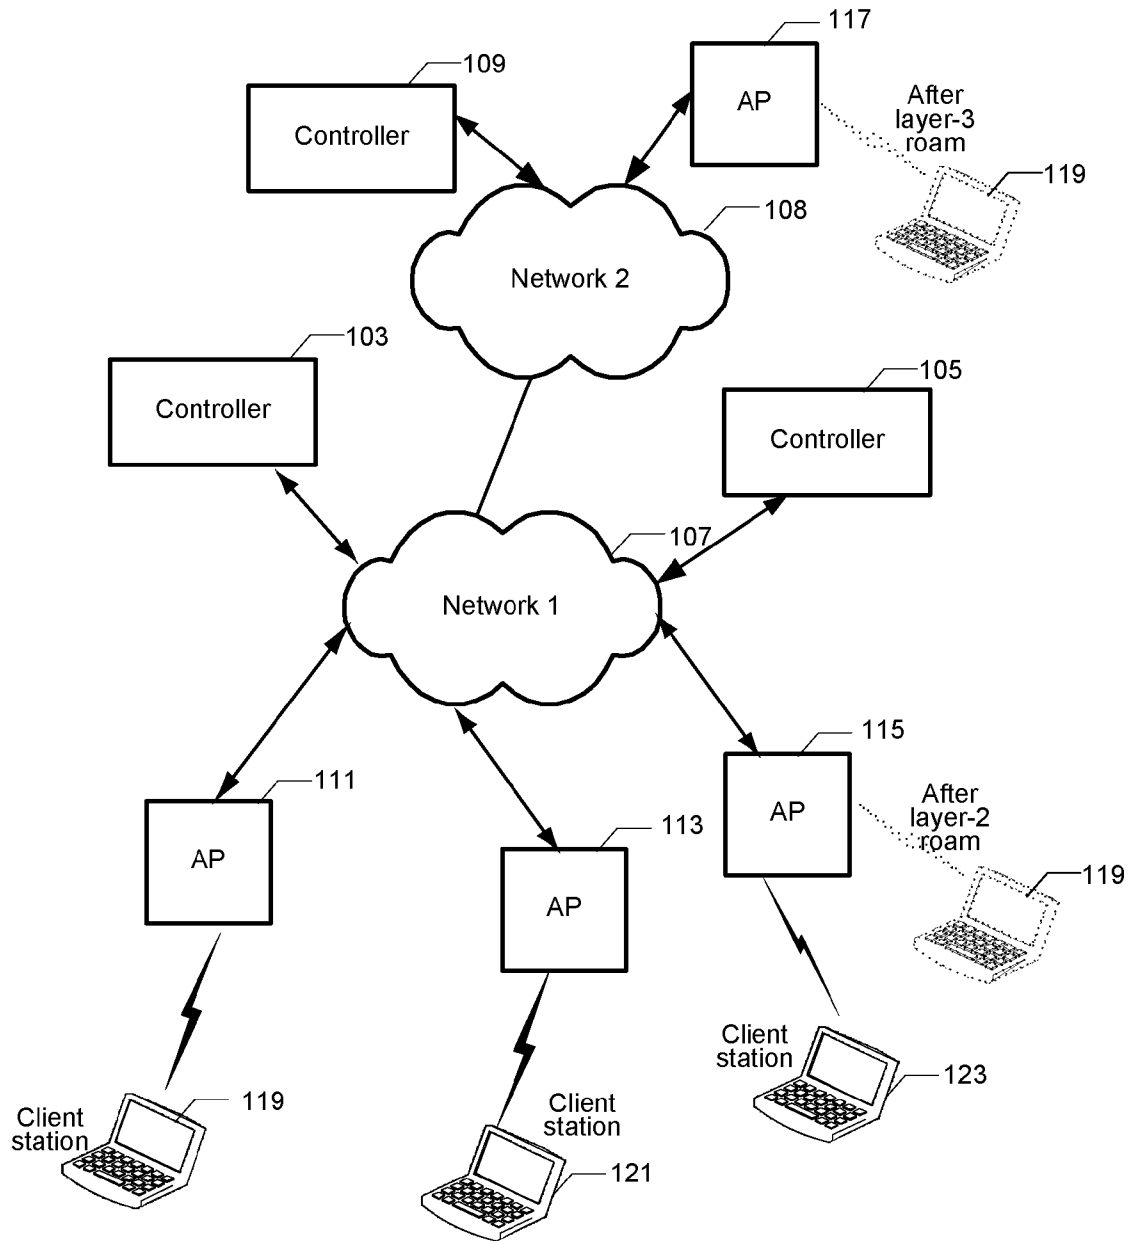 117
109
AP
After
layer-3
roam
Controller
119
108
Network 2
103
105
Controller
Controller
107
Network 1
115
111
After
layer-2
roam
AP
113
AP
119
AP
Client
station
123
119
Client
station
Client
station
121